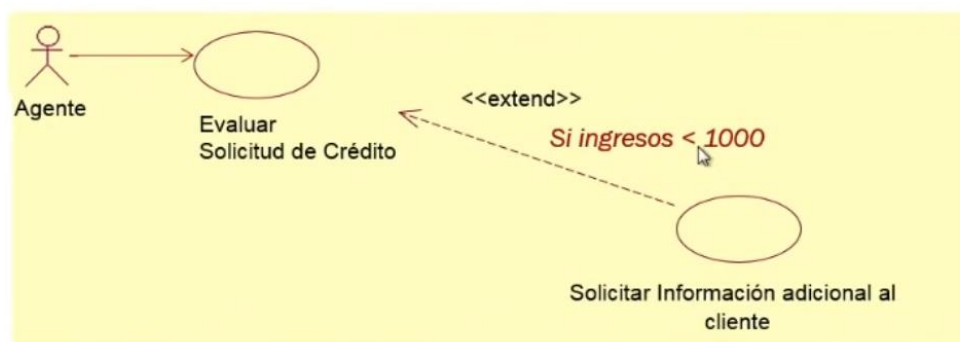 Agente
Evaluar
Solicitud de Crédito
<<extend>>
Si ingresos < 1000
Solicitar Información adicional al
cliente